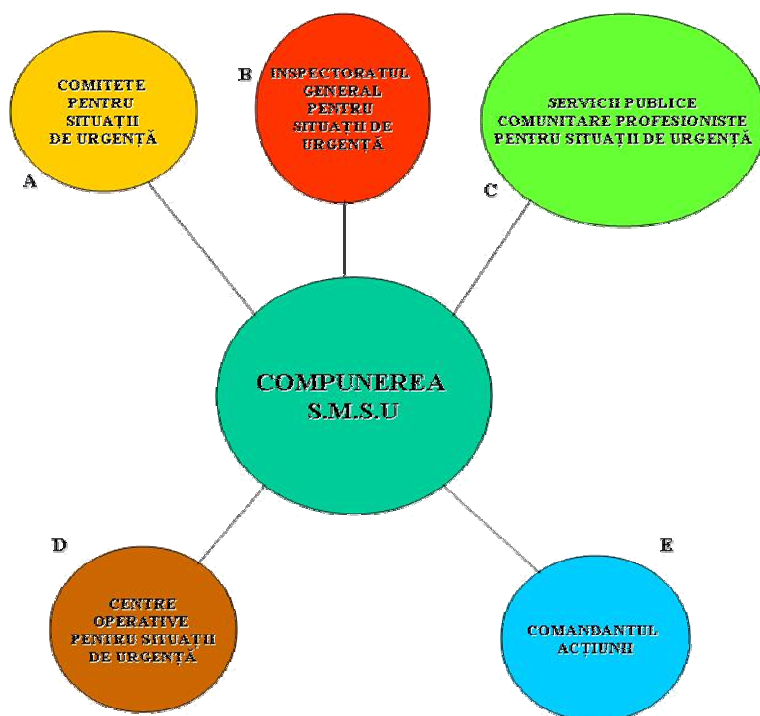 COMITETE
PENTRU
SITUAȚII
DE URGENȚĂ
A
B
INSPECTORATUL
GENERAL
PENTRU
SITUAȚII DE
URGENȚĂ
SERVICII PUBLICE
COMUNITARE PROFESIONISTE
PENTRU SITUAȚII DE URGENȚĂ
C
COMPUNEREA
S.M.S.U
D
CENTRE
OPERATIVE
PENTRU SITUAȚII
DE URGENȚĂ
E
COMANDANTUL
ACȚIUNII